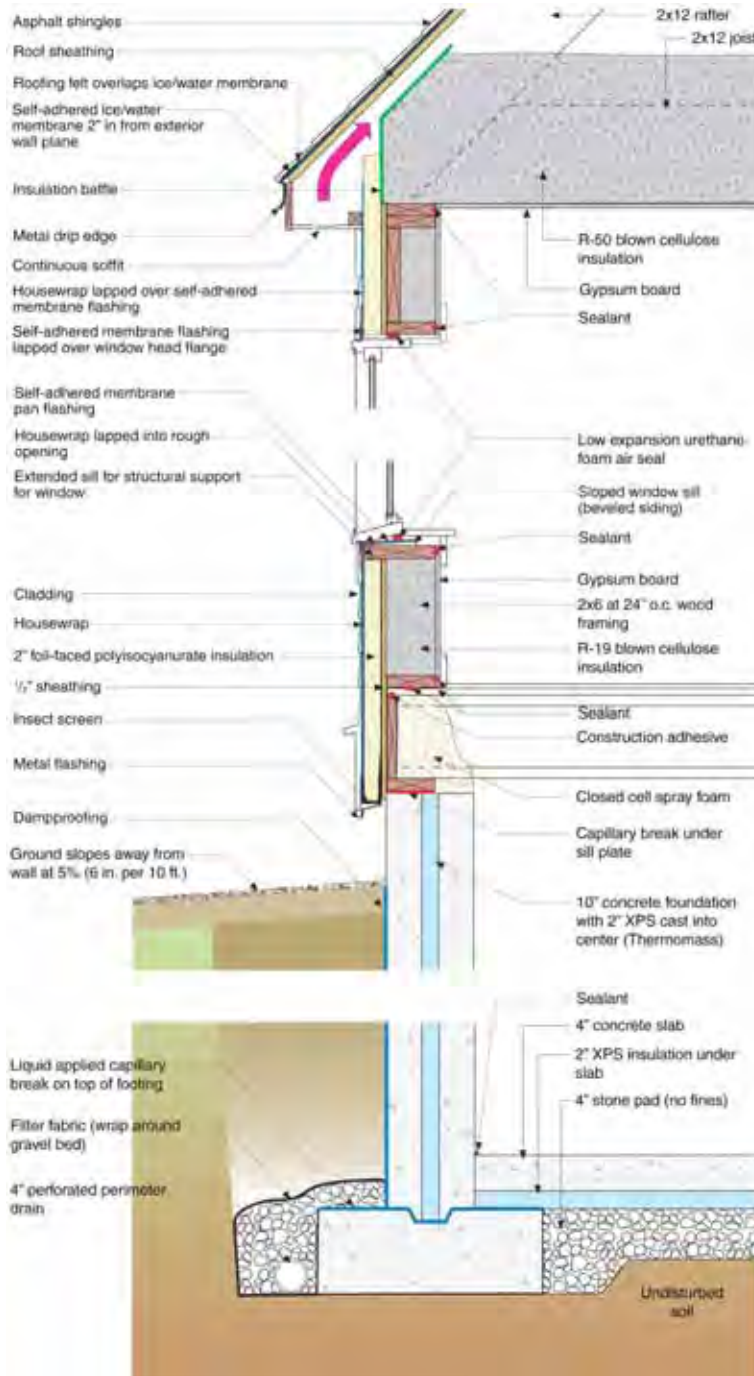 Asphalt shingles
Roof sheathing
Roofing felt overlaps ice/water membrane
Self-adhered ice/water
membrane 2" in from exterior
wall plane
Insulation baffle
Metal drip edge
Continuous soffit
Housewrap lapped over self-adhered
membrane flashing
Self-adhered membrane flashing
lapped over window head flange
Self-adhered membrane
pan flashing
Housewrap lapped into rough
opening
Extended sill for structural support
for window
Cladding
Housewrap
2" foil-faced polyisocyanurate insulation
1/2" sheathing
Insect screen
Metal flashing
Dampproofing
Ground slopes away from
wall at 5% (6 in. per 10 ft.)
Liquid applied capillary
break on top of footing
Filter fabric (wrap around
gravel bed)
4" perforated perimeter
drain
2x12 rafter
2x12 joist
R-50 blown cellulose
insulation
Gypsum board
Sealant
Low expansion urethane
foam air seal
Sloped window sill
(beveled siding)
Sealant
Gypsum board
2x6 at 24" o.c. wood
framing
R-19 blown cellulose
insulation
Sealant
Construction adhesive
Closed cell spray foam
Capillary break under
sill plate
10" concrete foundation
with 2" XPS cast into
center (Thermomass)
Sealant
4" concrete slab
2" XPS insulation under
slab
4" stone pad (no fines)
Undisturbed
soil